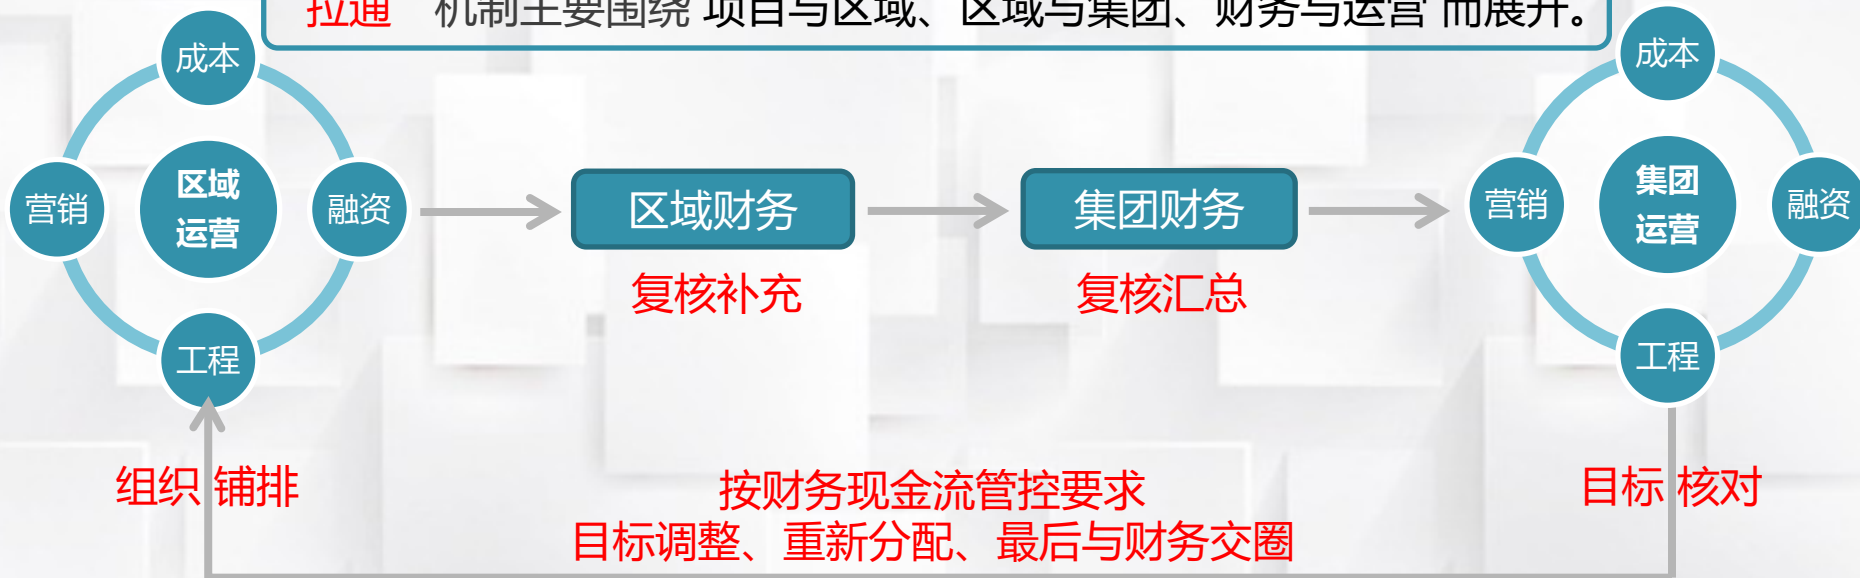 拉通 机制主要围绕 项目与区域、区域与集团、财务与运营 而展开。
成本
营销
区域
运营
融资
工程
区域财务
复核补充
集团财务
复核汇总
成本
营销
集团
运营
融资
工程
组织 铺排
按财务现金流管控要求
目标调整、重新分配、最后与财务交圈
目标 核对